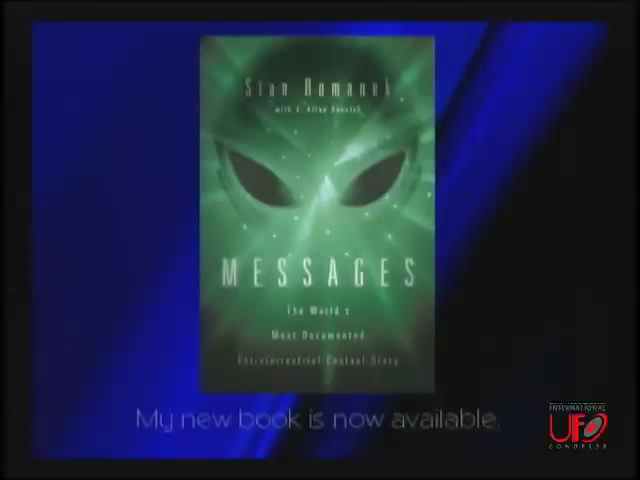 Stan Romanek
with J. Allan Danelek
MESSAGES
The World's
Most Documented
Extraterrestrial Contact Story
My new book is now available.
INTERNATIONAL
UFO
CONGRESS